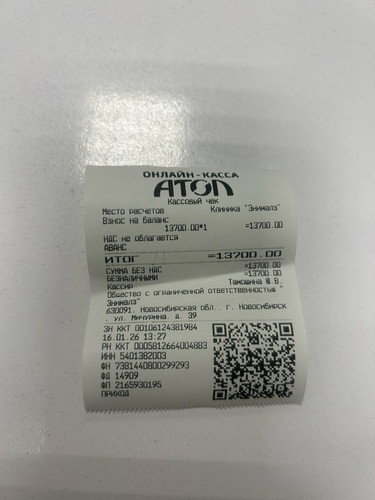 ОНЛАЙН-КАССА
АТОЛ
Кассовый чек
Место расчетов Клиника "Энималз"
Взнос на баланс
13700.00*1 =13700.00
НДС не облагается
АВАНС
ИТОГ =13700.00
СУММА БЕЗ НДС =13700.00
БЕЗНАЛИЧНЫМИ =13700.00
Кассир
Общество с ограниченной ответственностью "
Энималз"
630091, Новосибирская обл., г. Новосибирск
, ул. Мичурина, д. 39
ЗН ККТ 00106124381984
16.01.26 13:27
РН ККТ 0005812664004883
ИНН 5401382003
ФН 7381440800299293
ФД 14909
ФП 2165930195
ПРИХОД